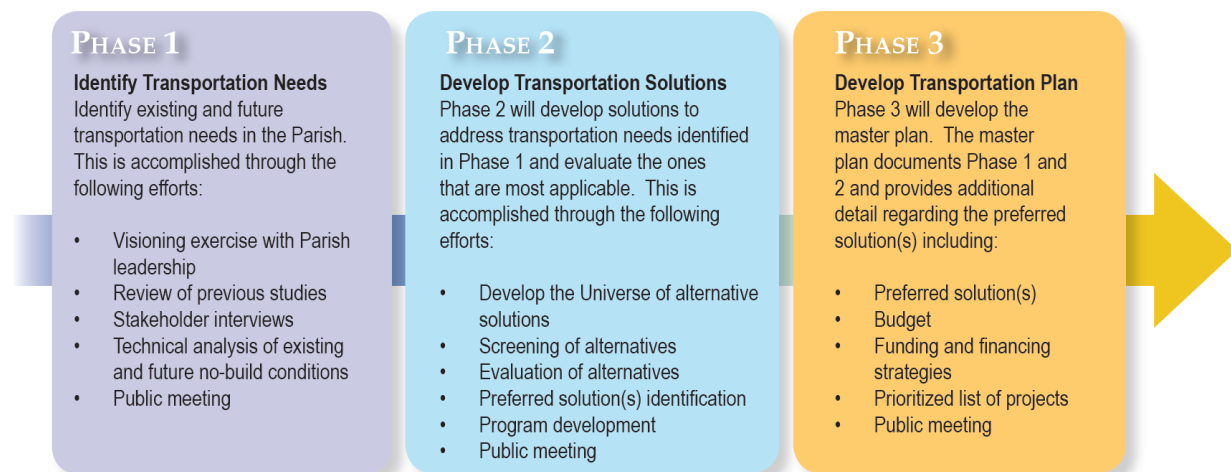 PHASE 1
Identify Transportation Needs
Identify existing and future
transportation needs in the Parish.
This is accomplished through the
following efforts:
• Visioning exercise with Parish
leadership
• Review of previous studies
• Stakeholder interviews
• Technical analysis of existing
and future no-build conditions
• Public meeting
PHASE 2
Develop Transportation Solutions
Phase 2 will develop solutions to
address transportation needs identified
in Phase 1 and evaluate the ones
that are most applicable. This is
accomplished through the following
efforts:
• Develop the Universe of alternative
solutions
• Screening of alternatives
• Evaluation of alternatives
• Preferred solution(s) identification
• Program development
• Public meeting
PHASE 3
Develop Transportation Plan
Phase 3 will develop the
master plan. The master
plan documents Phase 1 and
2 and provides additional
detail regarding the preferred
solution(s) including:
• Preferred solution(s)
• Budget
• Funding and financing
strategies
• Prioritized list of projects
• Public meeting